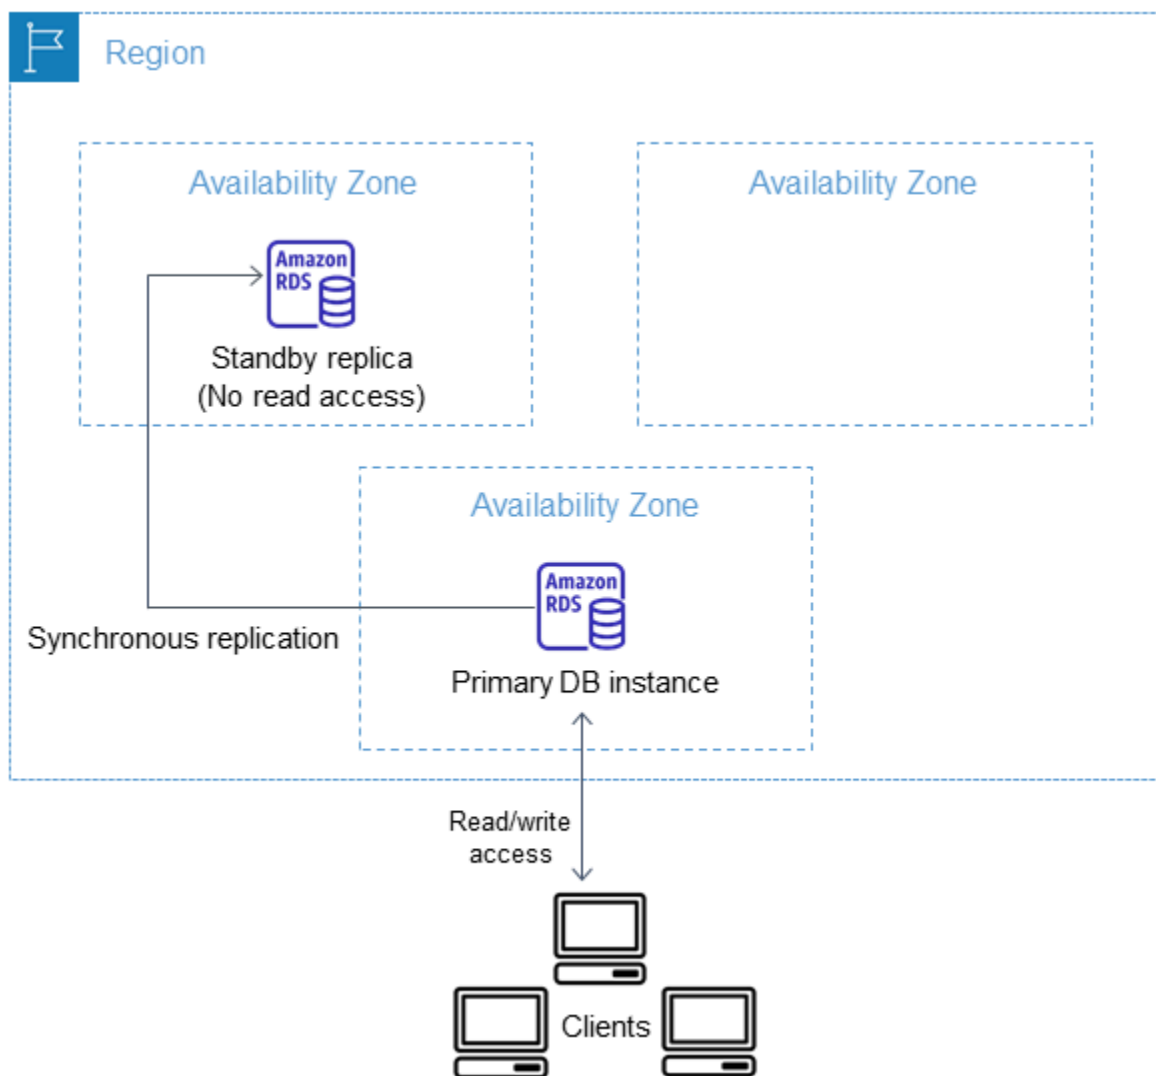 Region
Availability Zone
Availability Zone
Amazon
RDS
Standby replica
(No read access)
Availability Zone
Amazon
RDS
Synchronous replication
Primary DB instance
Read/write
access
Clients